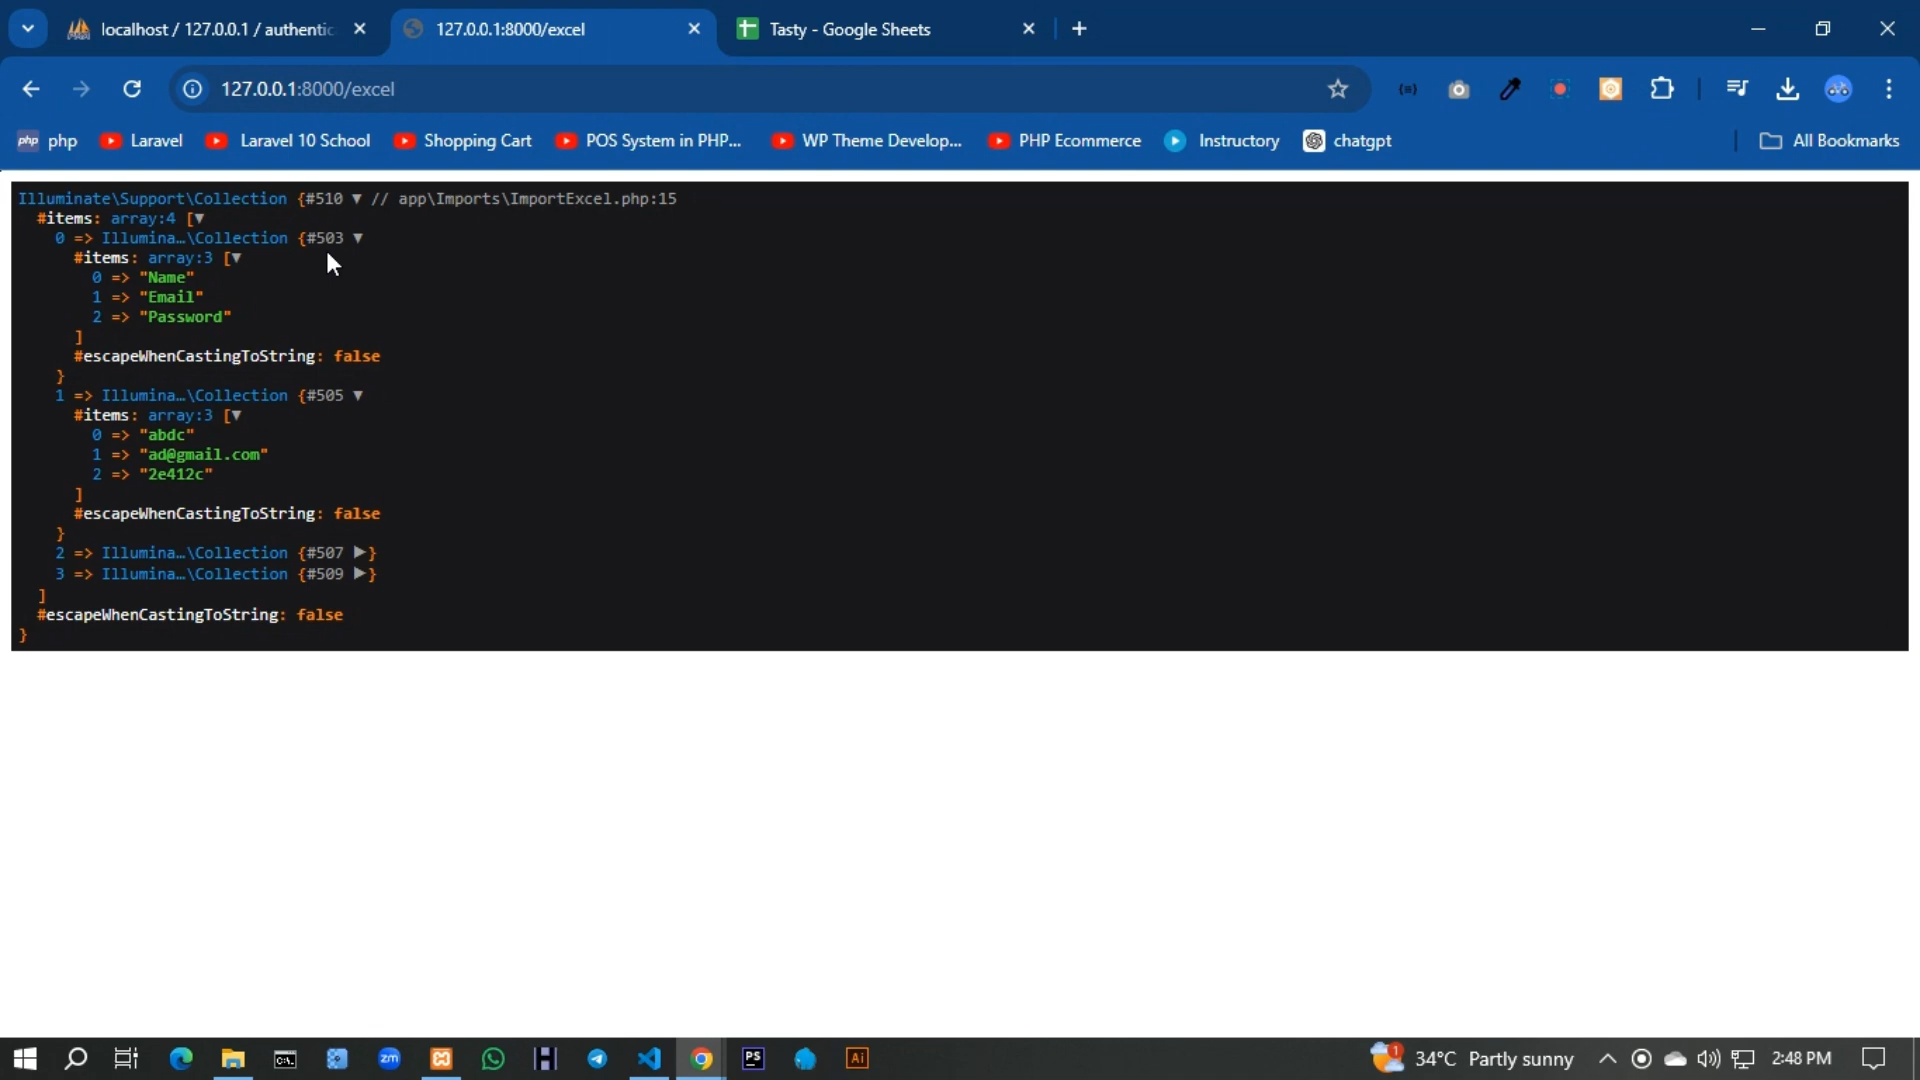 localhost / 127.0.0.1 / authentic
127.0.0.1:8000/excel
Tasty - Google Sheets
127.0.0.1:8000/excel
php php
Laravel
Laravel 10 School
Shopping Cart
POS System in PHP...
WP Theme Develop...
PHP Ecommerce
Instructory
chatgpt
All Bookmarks
Illuminate\Support\Collection {#510 ▼ // app\Imports\ImportExcel.php:15
#items: array:4 [▼
0 => Illumina…\Collection {#503 ▼
#items: array:3 [▼
0 => "Name"
1 => "Email"
2 => "Password"
]
#escapeWhenCastingToString: false
}
1 => Illumina…\Collection {#505 ▼
#items: array:3 [▼
0 => "abdc"
1 => "ad@gmail.com"
2 => "2e412c"
]
#escapeWhenCastingToString: false
}
2 => Illumina…\Collection {#507 ▶}
3 => Illumina…\Collection {#509 ▶}
]
#escapeWhenCastingToString: false
}
zm
PS
Ai
1
34°C Partly sunny
2:48 PM